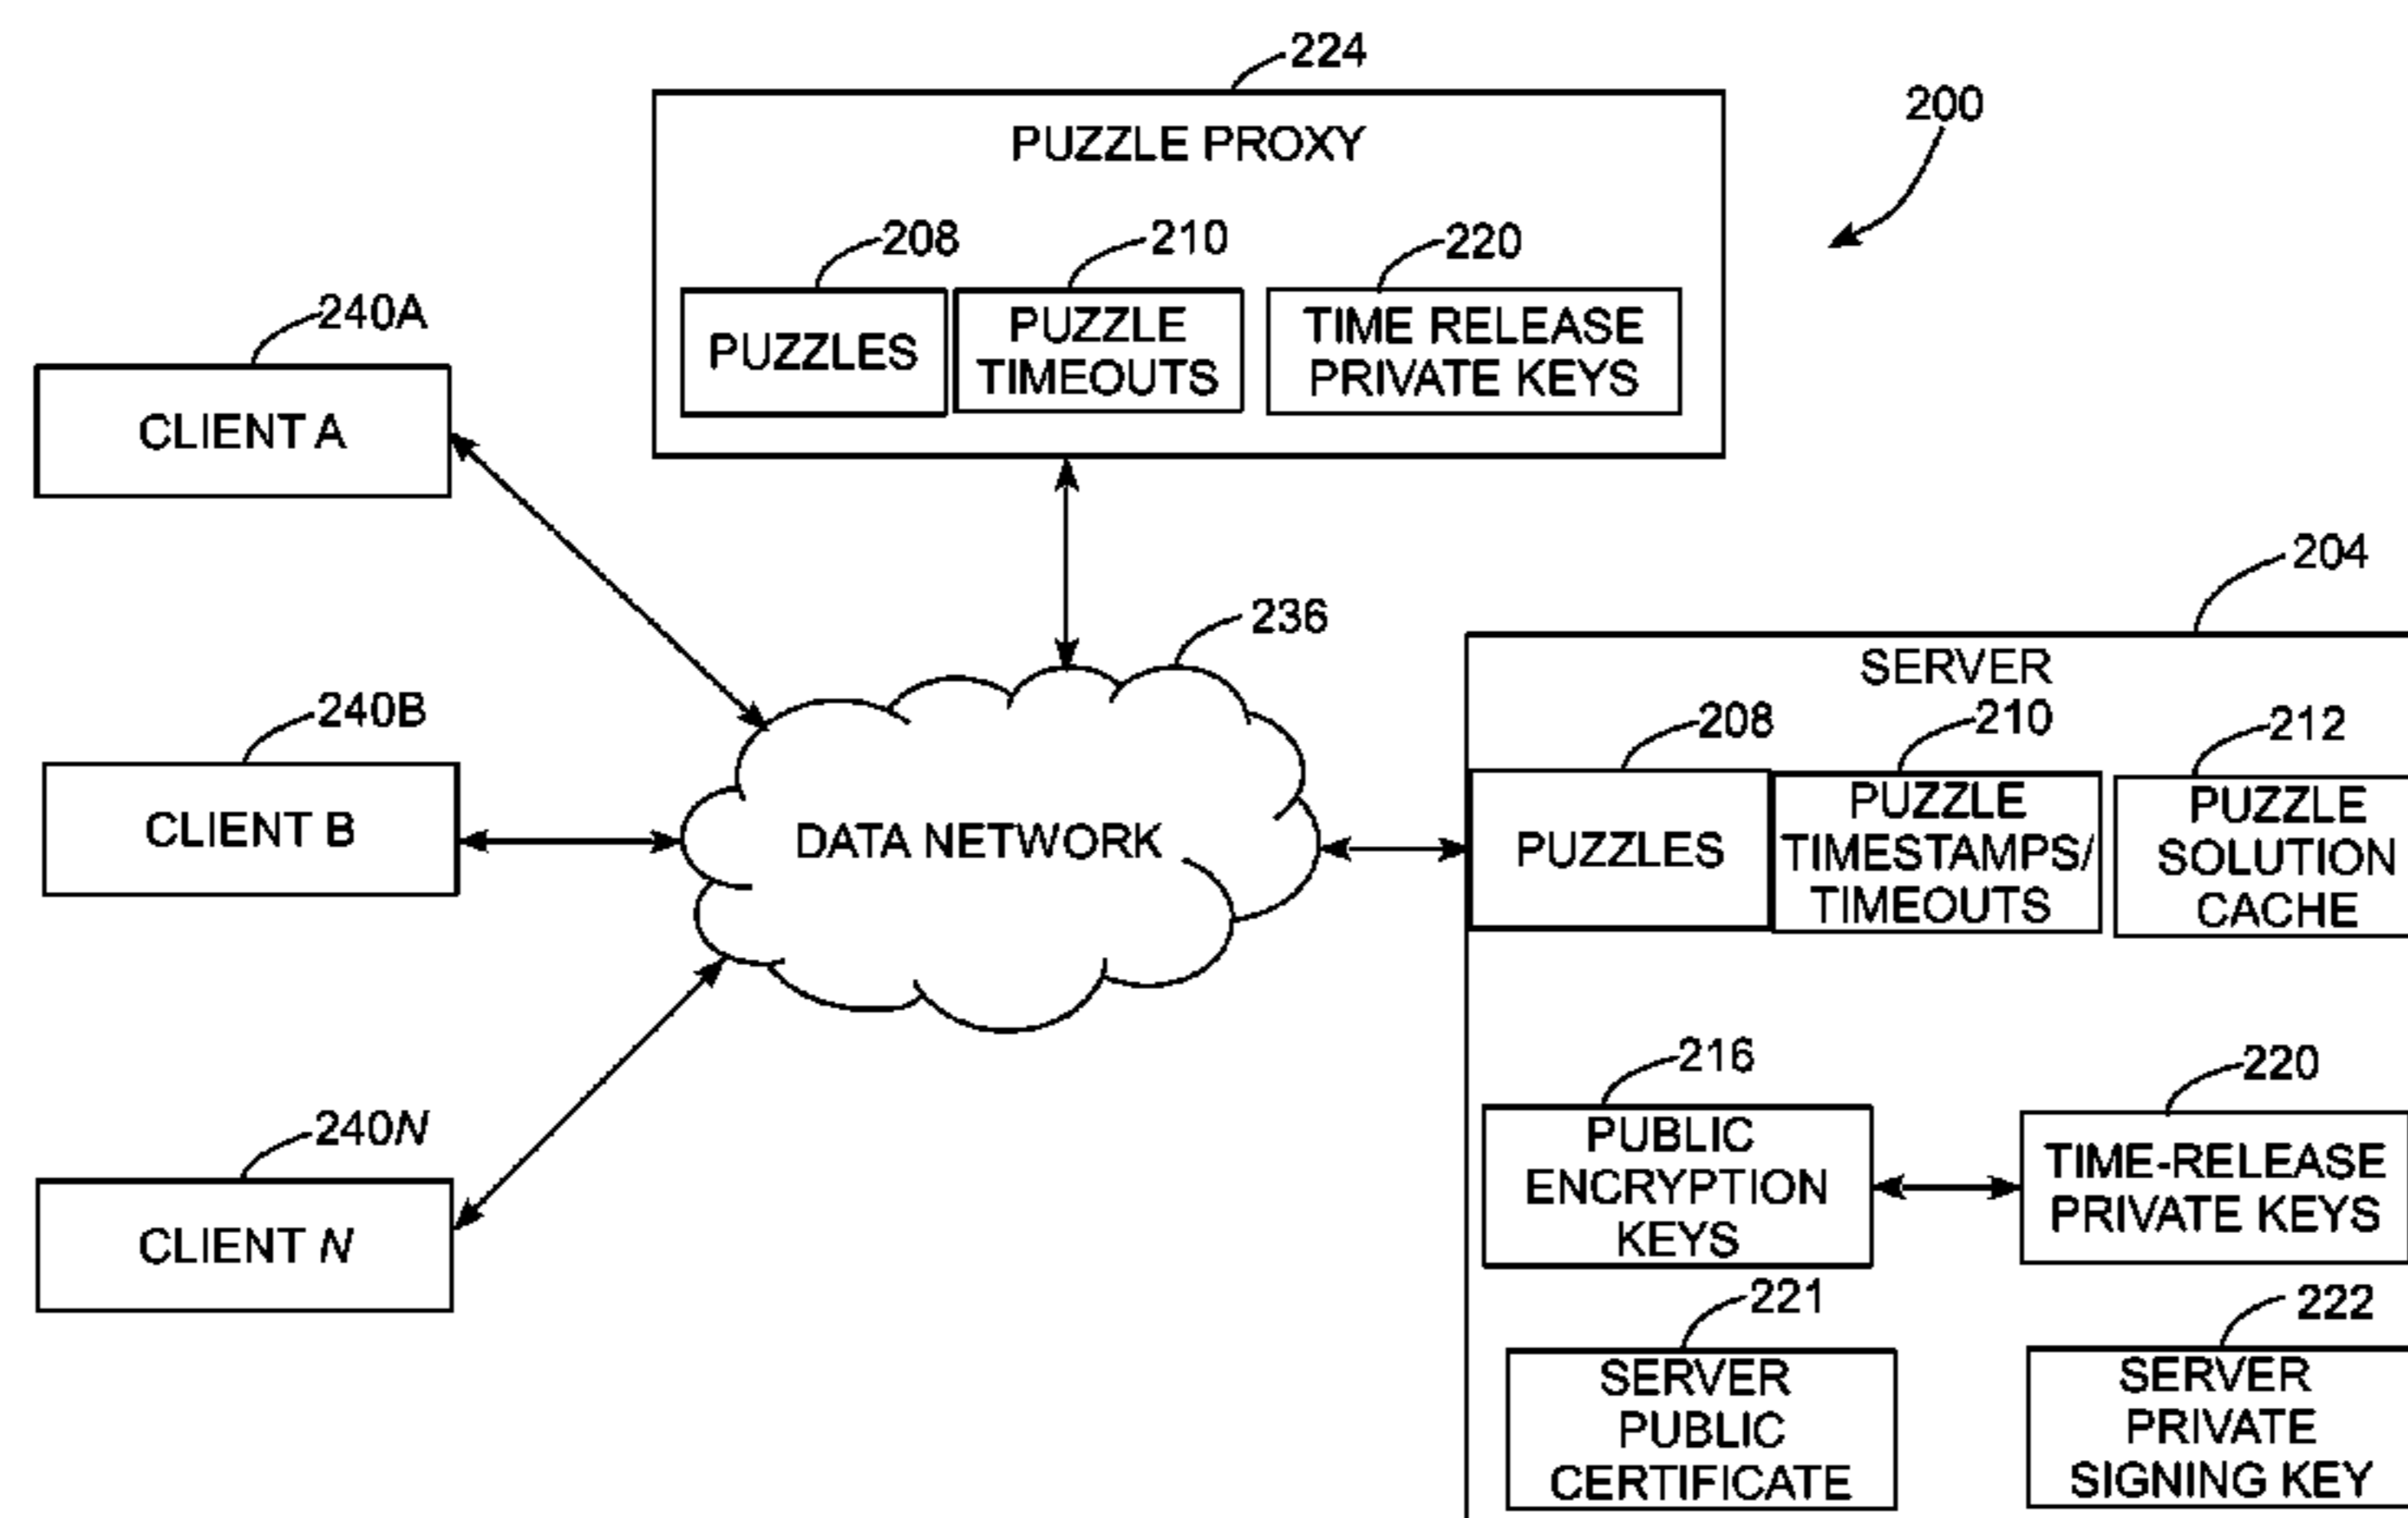 224
200
PUZZLE PROXY
208
210
220
PUZZLES
PUZZLE
TIMEOUTS
TIME RELEASE
PRIVATE KEYS
240A
CLIENT A
204
236
SERVER
240B
CLIENT B
DATA NETWORK
208
210
212
PUZZLES
PUZZLE
TIMESTAMPS/
TIMEOUTS
PUZZLE
SOLUTION
CACHE
240N
CLIENT N
216
220
PUBLIC
ENCRYPTION
KEYS
TIME-RELEASE
PRIVATE KEYS
221
222
SERVER
PUBLIC
CERTIFICATE
SERVER
PRIVATE
SIGNING KEY